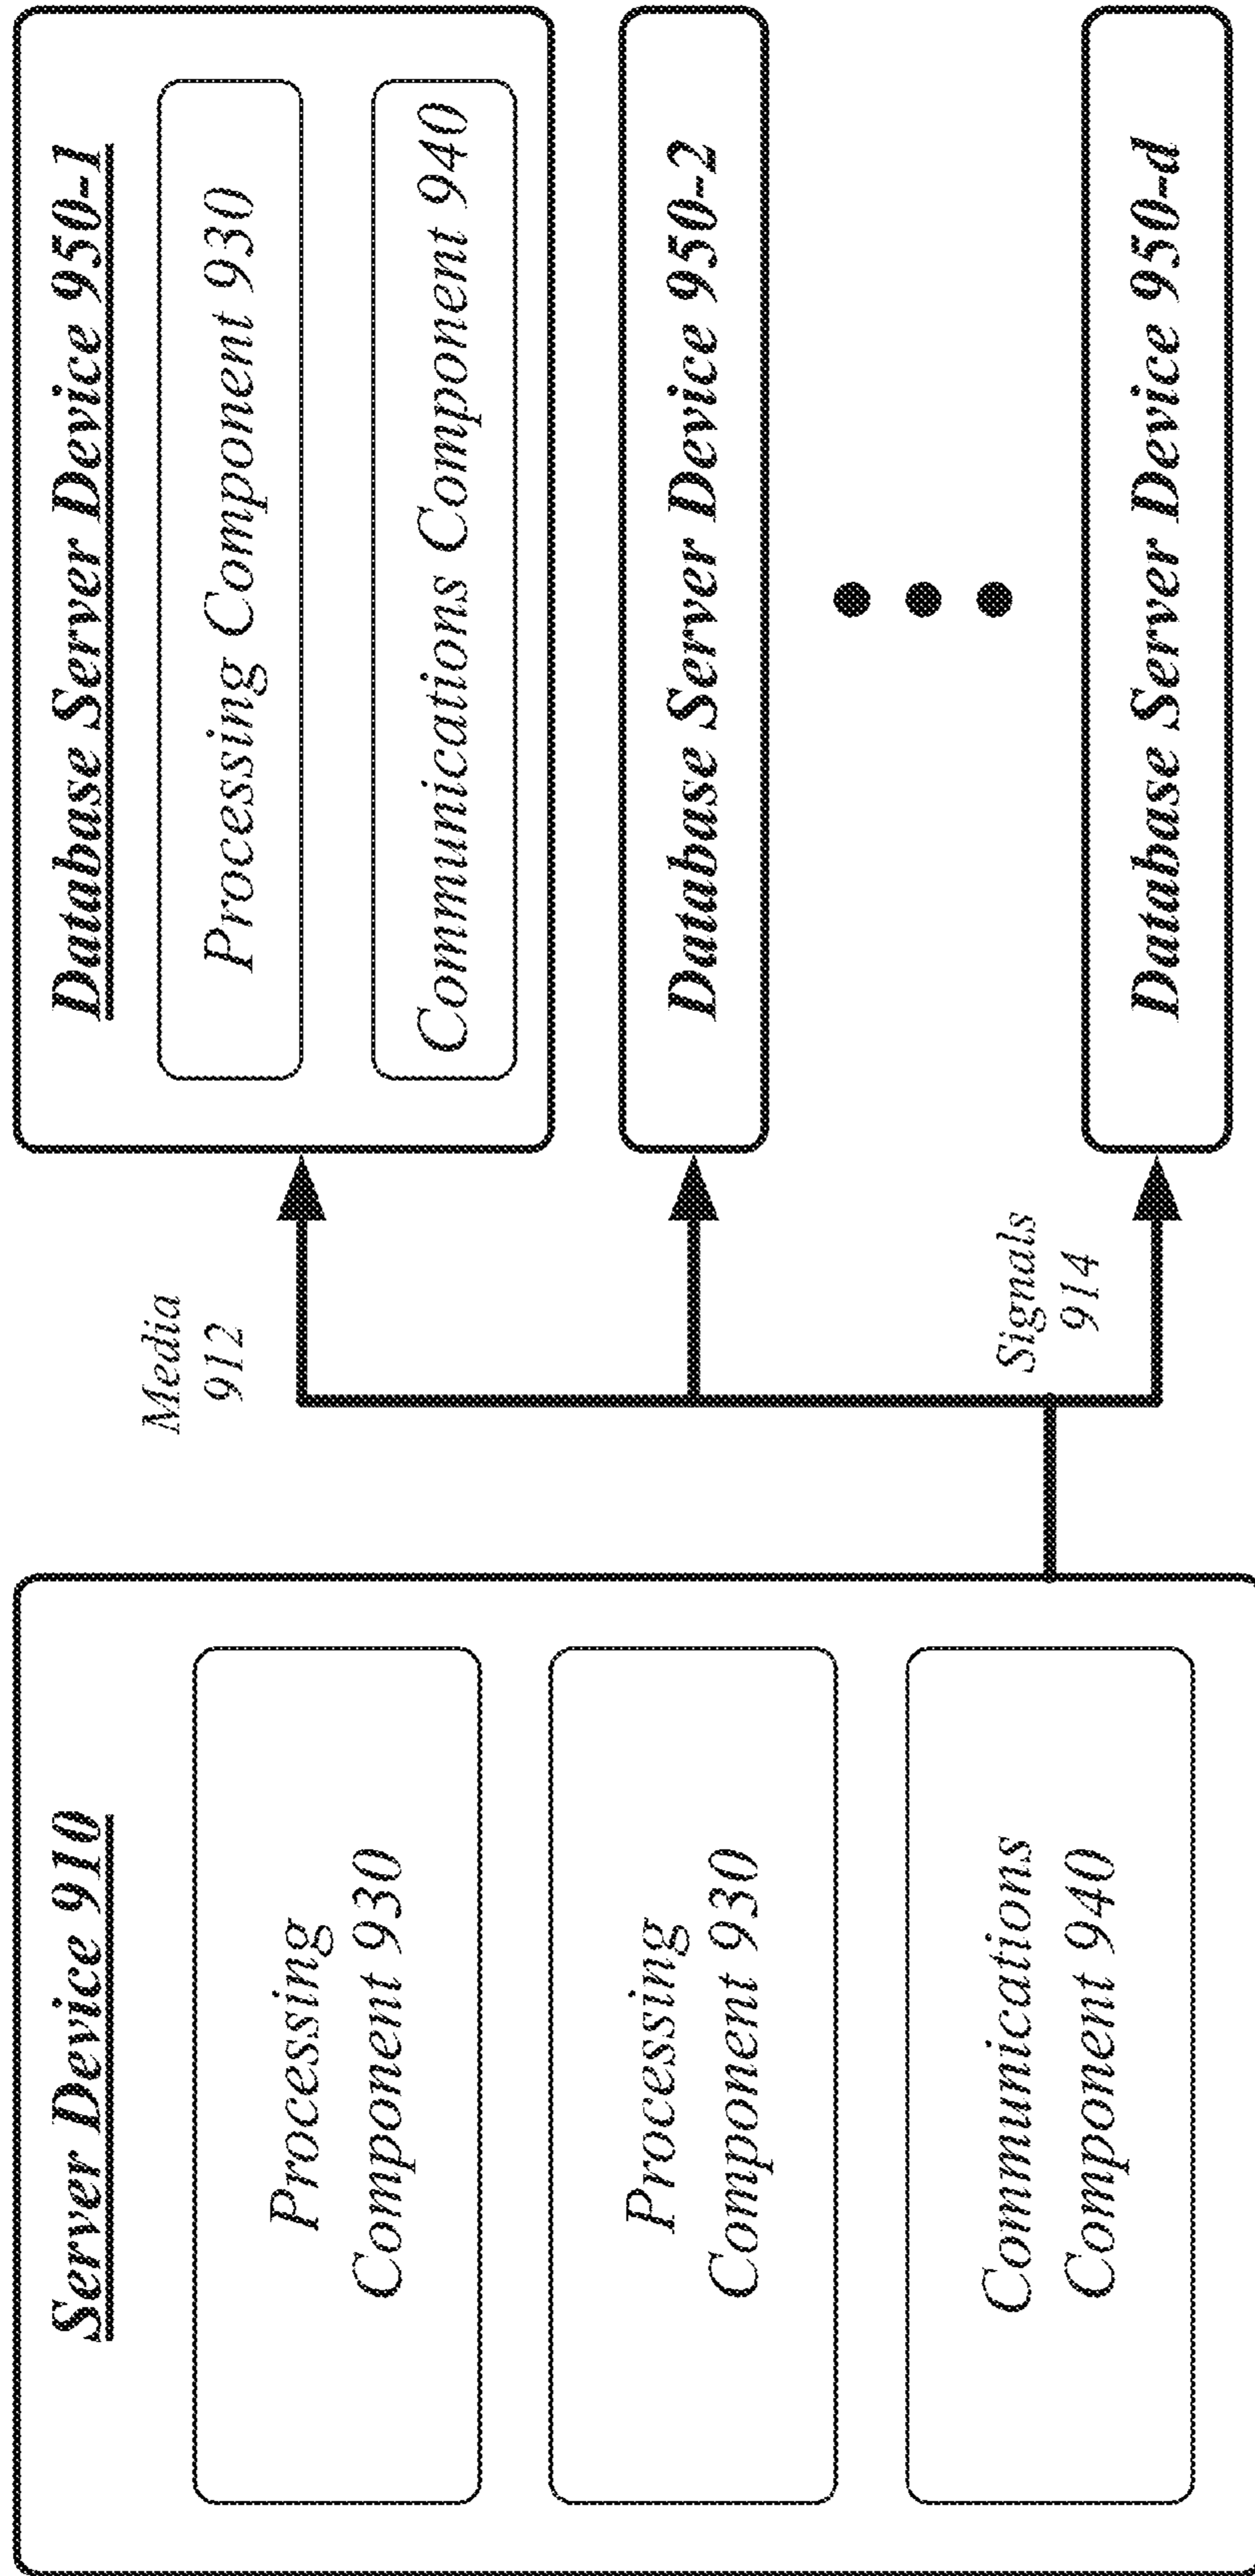 Server Device 910
Processing
Component 930
Processing
Component 930
Communications
Component 940
Media
912
Signals
914
Database Server Device 950-1
Processing Component 930
Communications Component 940
Database Server Device 950-2
Database Server Device 950-d